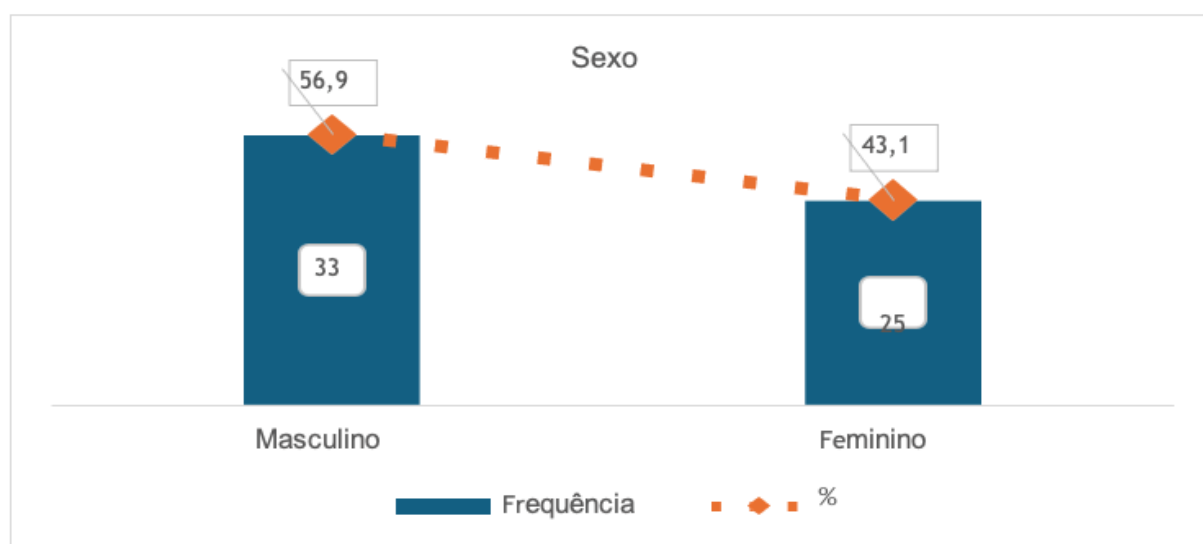 Sexo
56,9
43,1
33
25
Masculino
Feminino
Frequência
%